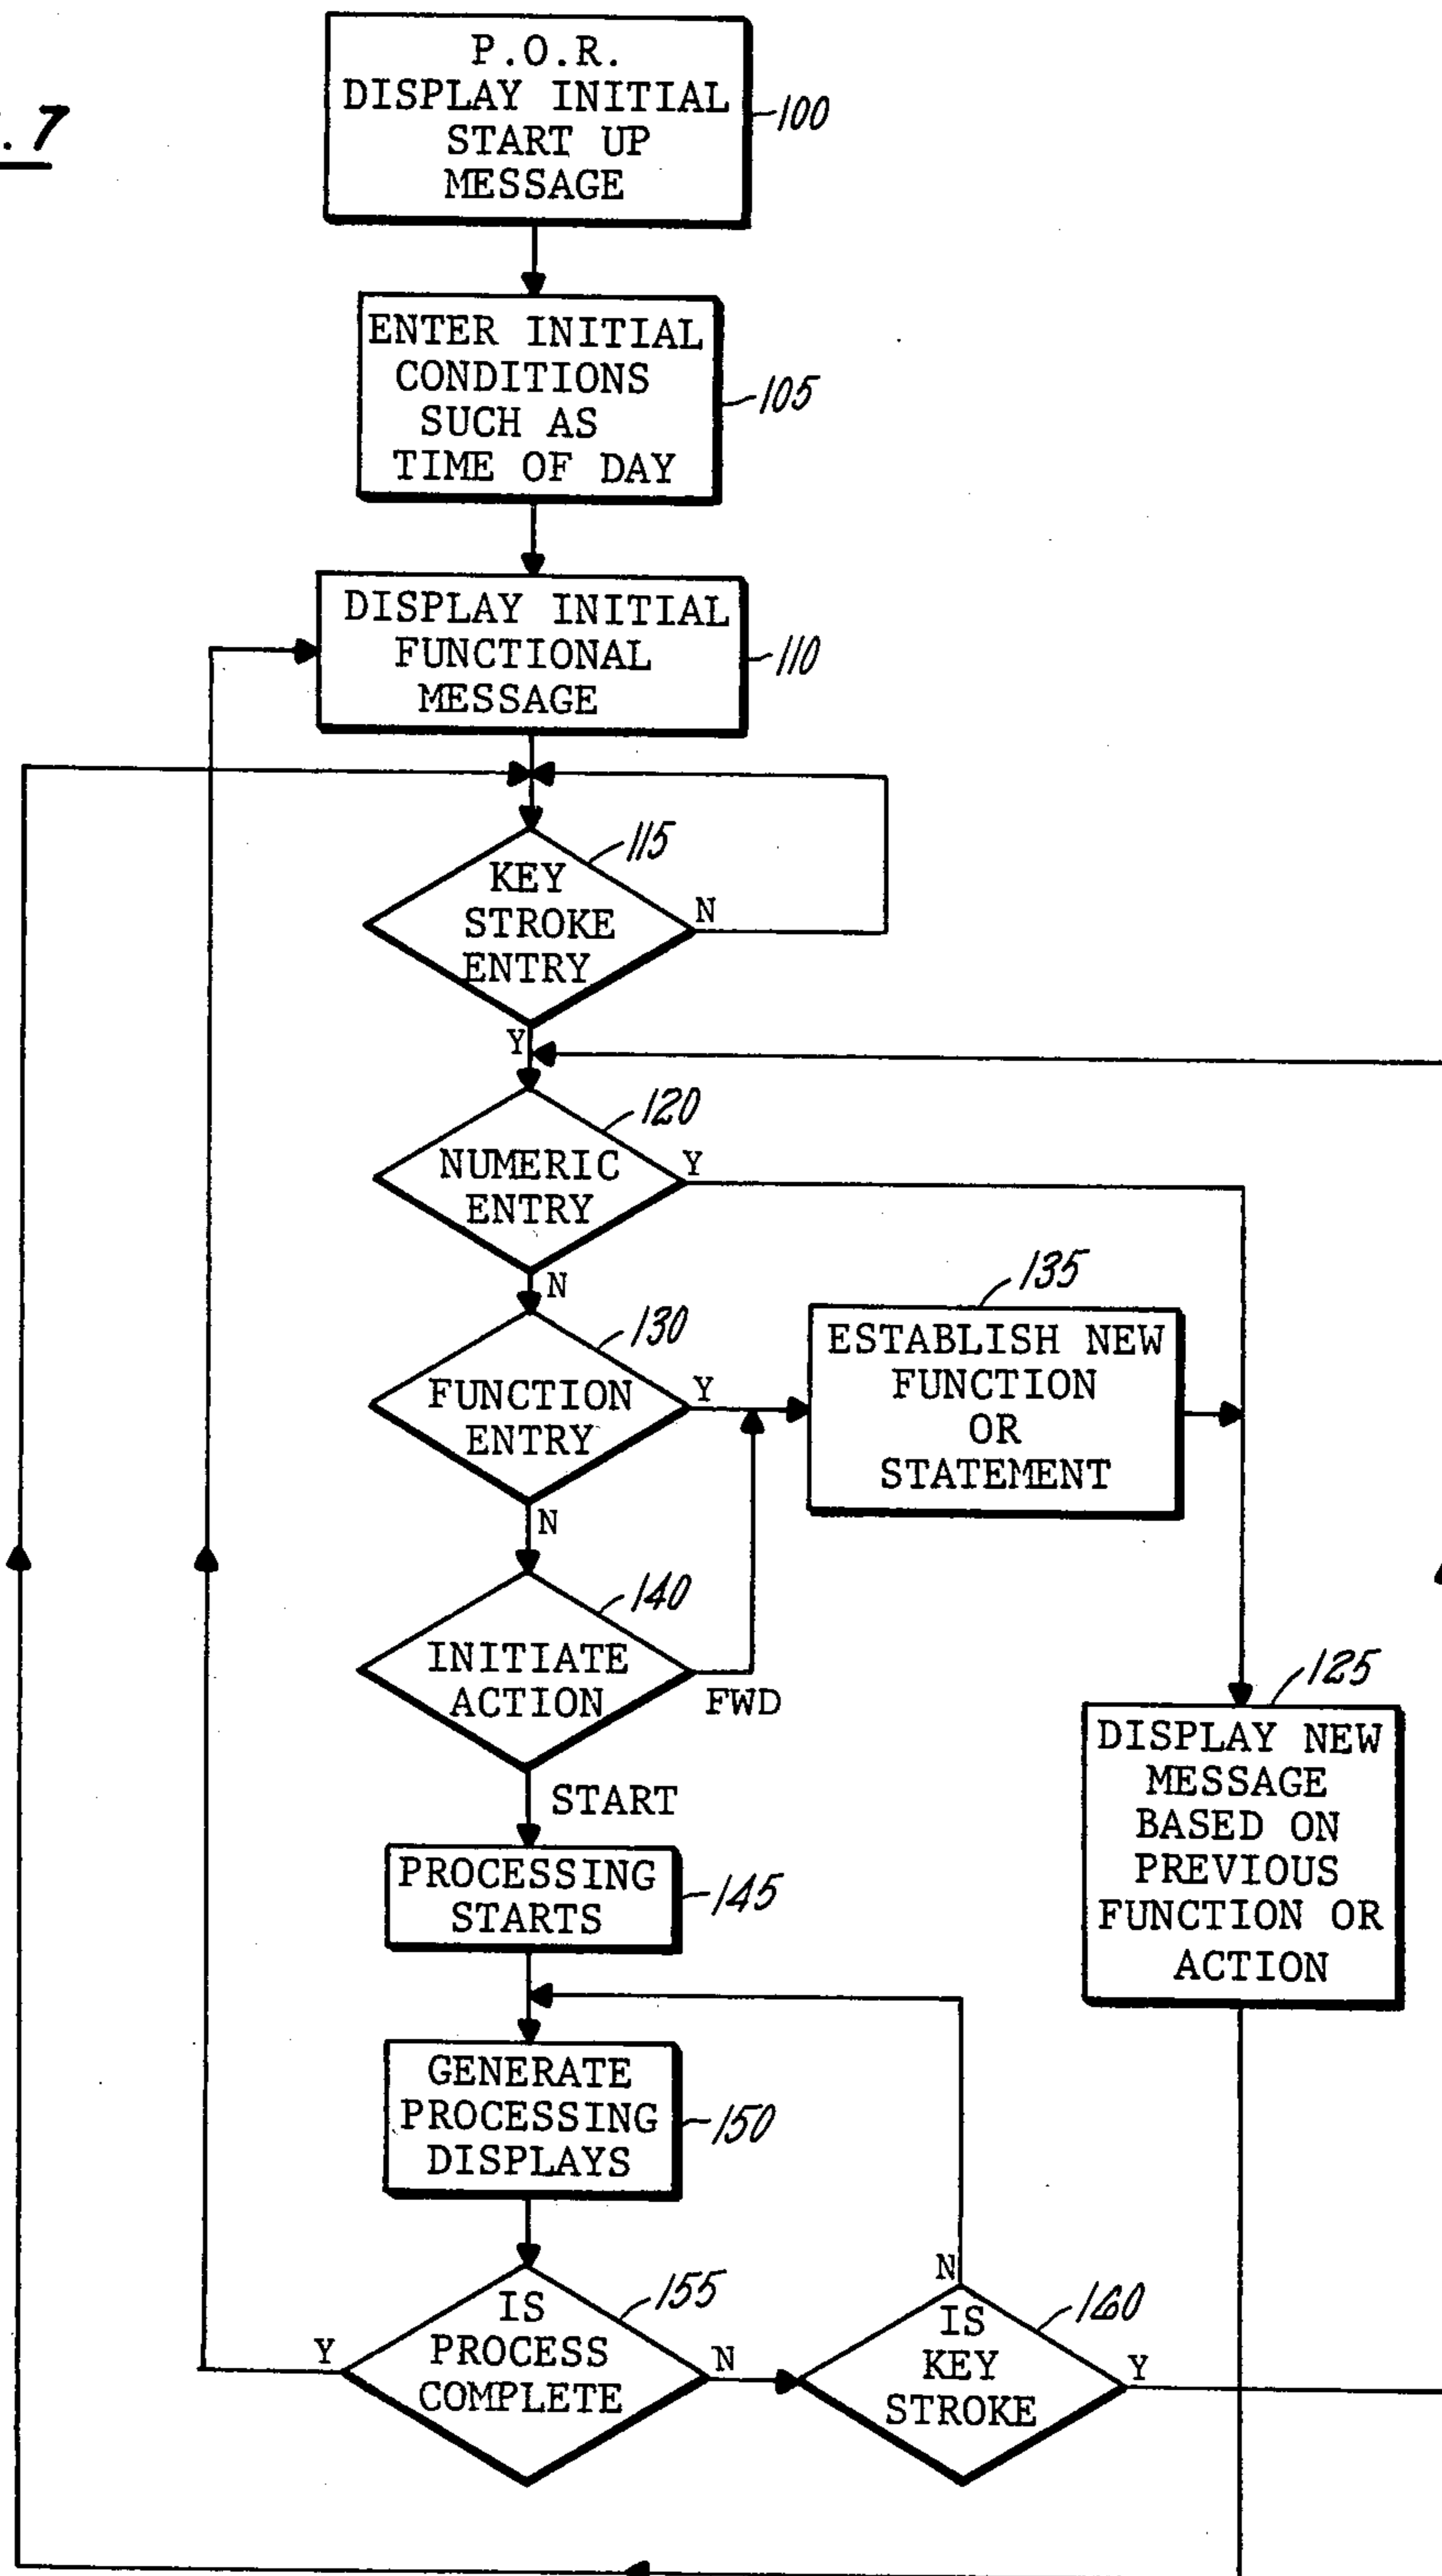 . 7
P.O.R.
DISPLAY INITIAL
START UP
MESSAGE
100
ENTER INITIAL
CONDITIONS
SUCH AS
TIME OF DAY
105
DISPLAY INITIAL
FUNCTIONAL
MESSAGE
110
KEY
STROKE
ENTRY
115
N
Y
NUMERIC
ENTRY
120
Y
N
FUNCTION
ENTRY
130
Y
N
ESTABLISH NEW
FUNCTION
OR
STATEMENT
135
INITIATE
ACTION
140
FWD
START
DISPLAY NEW
MESSAGE
BASED ON
PREVIOUS
FUNCTION OR
ACTION
125
PROCESSING
STARTS
145
GENERATE
PROCESSING
DISPLAYS
150
IS
PROCESS
COMPLETE
155
Y
N
IS
KEY
STROKE
160
N
Y